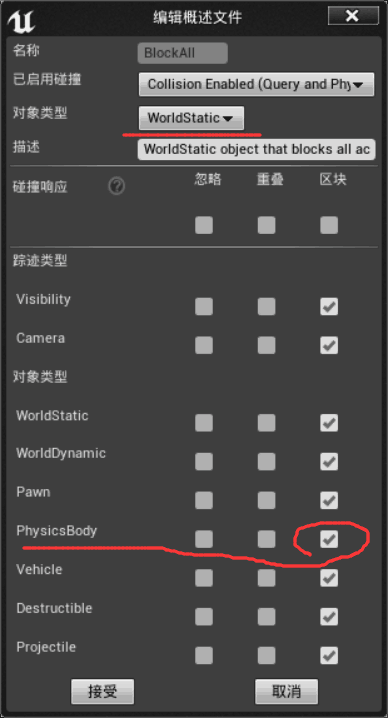 编辑概述文件
名称 BlockAll
已启用碰撞 Collision Enabled (Query and Phy
对象类型 WorldStatic
描述 WorldStatic object that blocks all ac
碰撞响应 ? 忽略 重叠 区块
踪迹类型
Visibility
Camera
对象类型
WorldStatic
WorldDynamic
Pawn
PhysicsBody
Vehicle
Destructible
Projectile
接受 取消